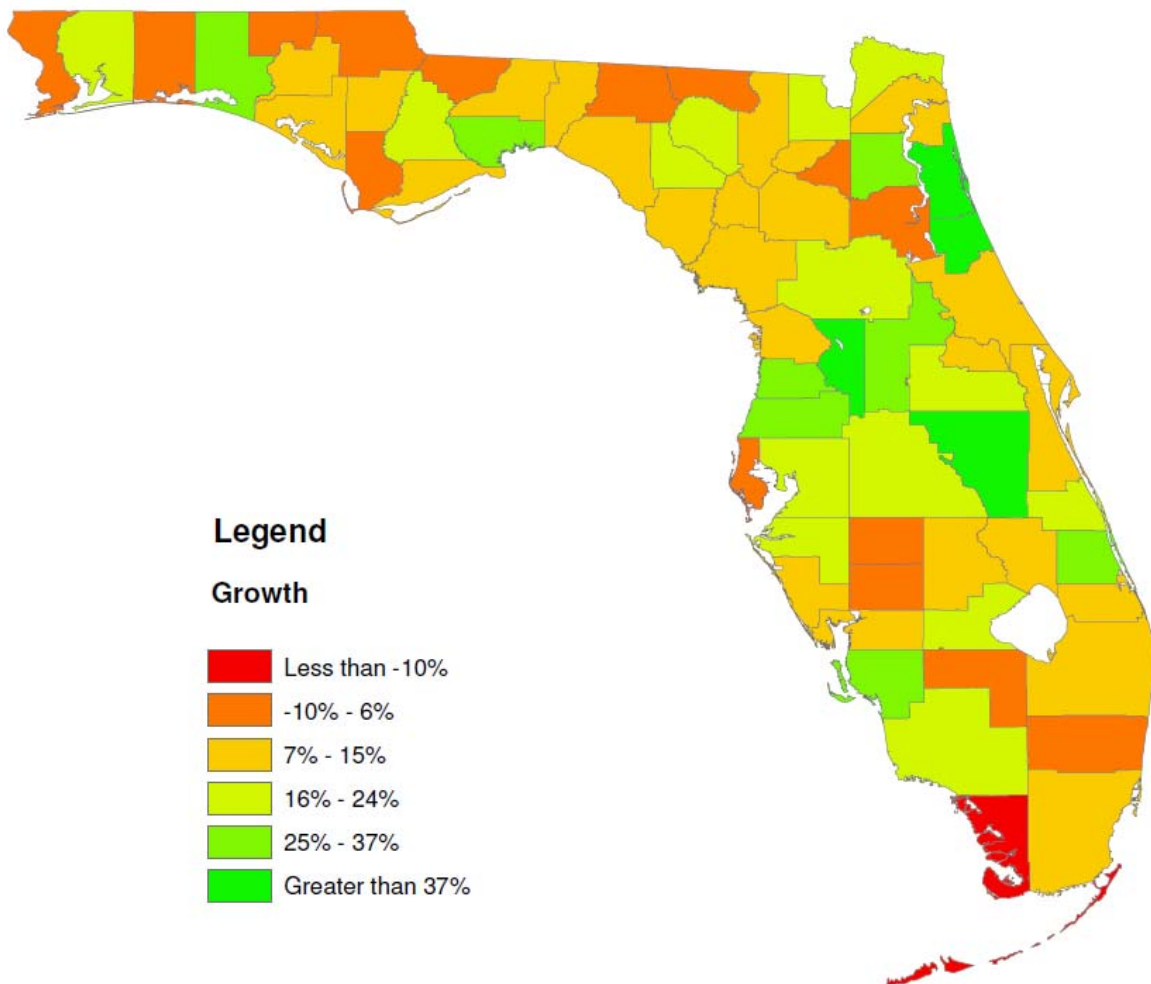 Legend
Growth
Less than -10%
-10% - 6%
7% - 15%
16% - 24%
25% - 37%
Greater than 37%